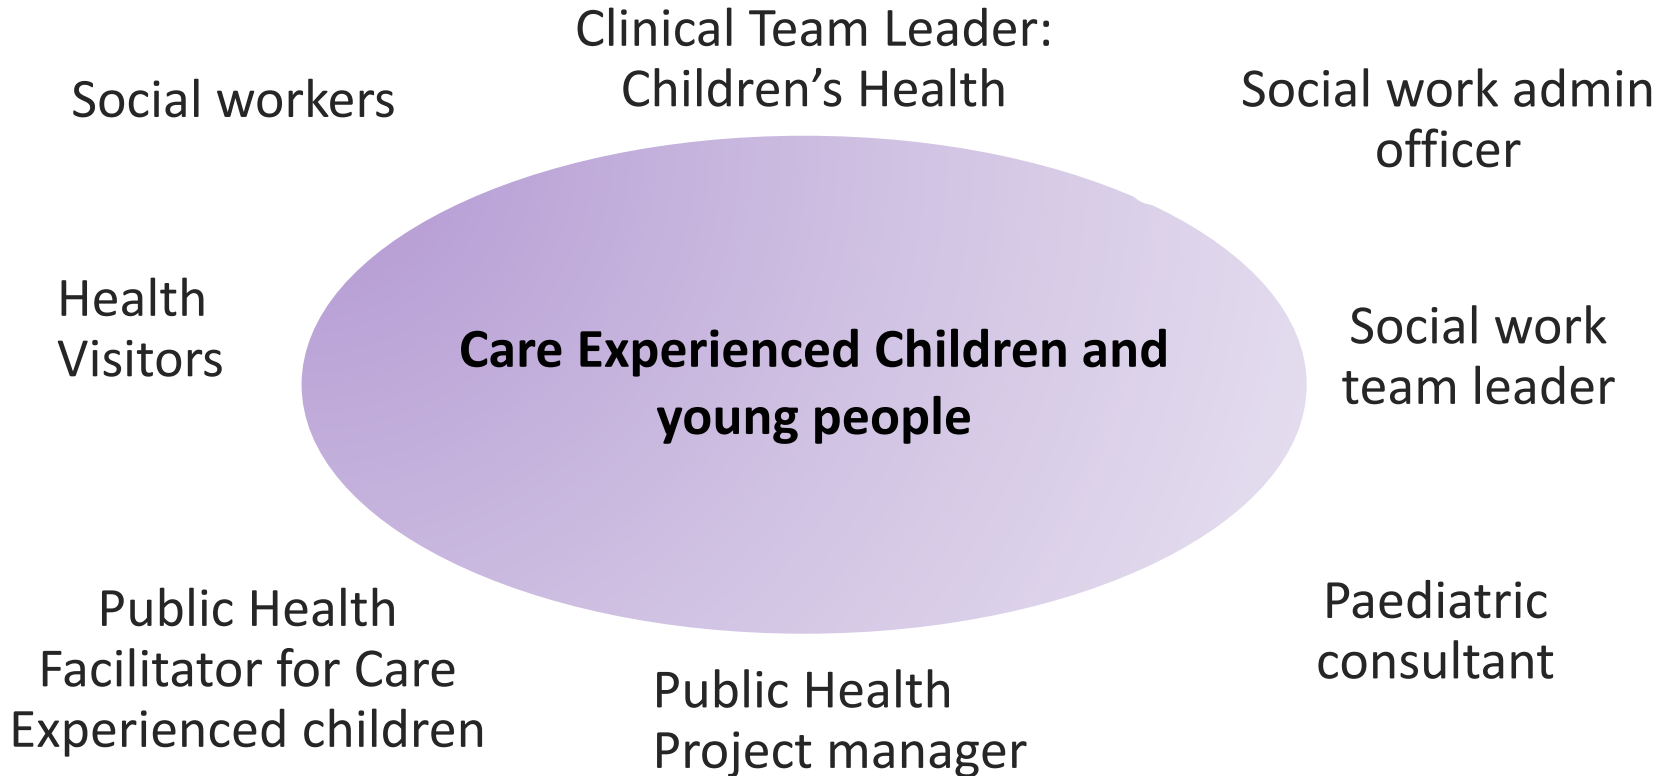 Clinical Team Leader:
Children’s Health
Social workers
Social work admin
officer
Health
Visitors
Care Experienced Children and
young people
Social work
team leader
Public Health
Facilitator for Care
Experienced children
Public Health
Project manager
Paediatric
consultant